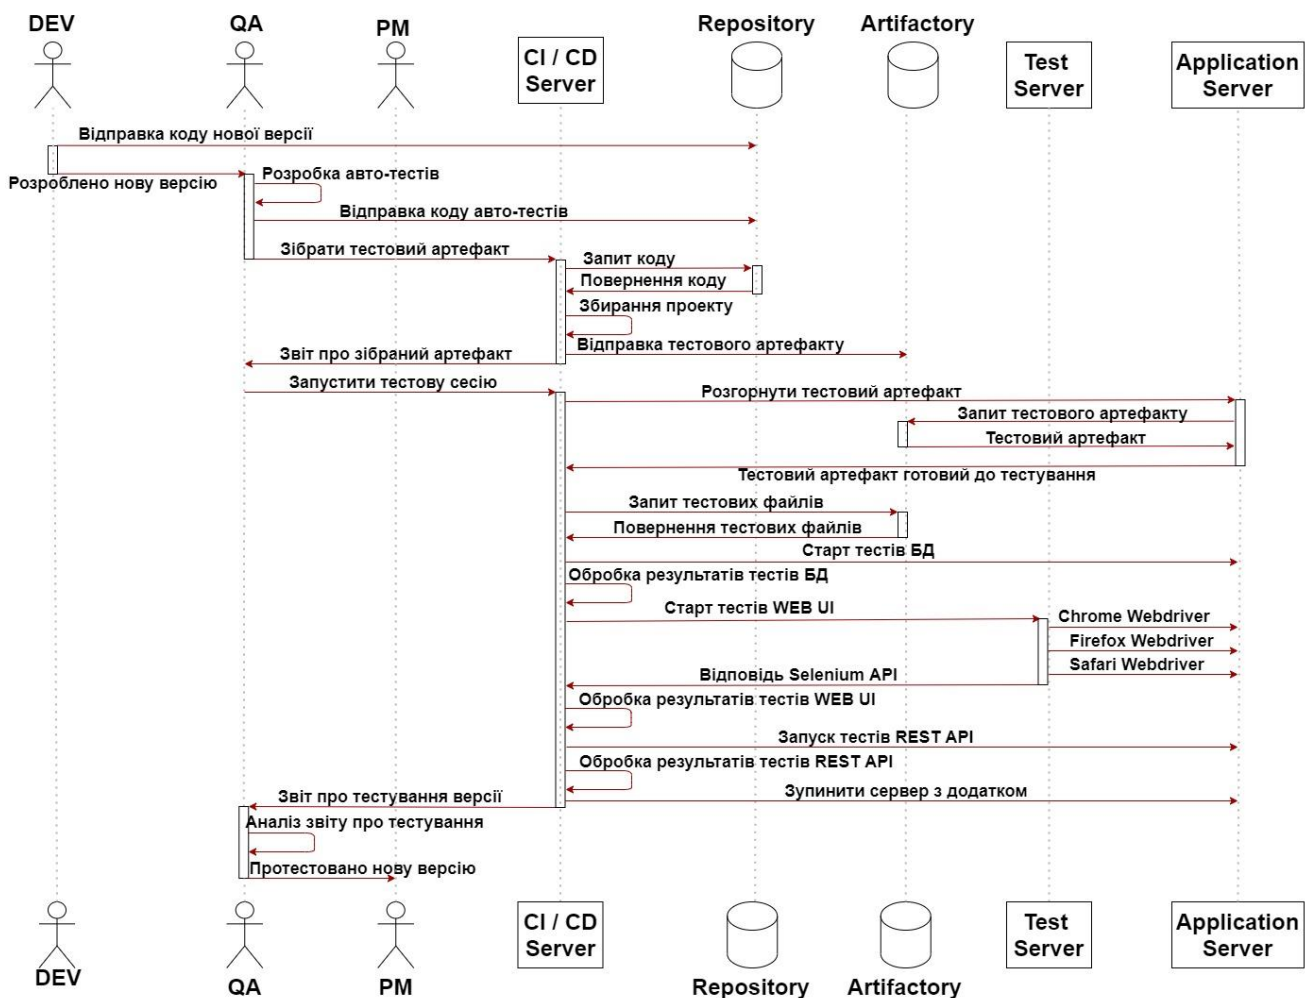 DEV
QA
PM
CI / CD
Server
Repository
Artifactory
Test
Server
Application
Server
Відправка коду нової версії
Розроблено нову версію
Розробка авто-тестів
Відправка коду авто-тестів
Зібрати тестовий артефакт
Запит коду
Повернення коду
Збирання проекту
Відправка тестового артефакту
Звіт про зібраний артефакт
Запустити тестову сесію
Розгорнути тестовий артефакт
Запит тестового артефакту
Тестовий артефакт
Тестовий артефакт готовий до тестування
Запит тестових файлів
Повернення тестових файлів
Старт тестів БД
Обробка результатів тестів БД
Старт тестів WEB UI
Chrome Webdriver
Firefox Webdriver
Safari Webdriver
Відповідь Selenium API
Обробка результатів тестів WEB UI
Запуск тестів REST API
Обробка результатів тестів REST API
Зупинити сервер з додатком
Звіт про тестування версії
Аналіз звіту про тестування
Протестовано нову версію
DEV
QA
PM
CI / CD
Server
Repository
Artifactory
Test
Server
Application
Server